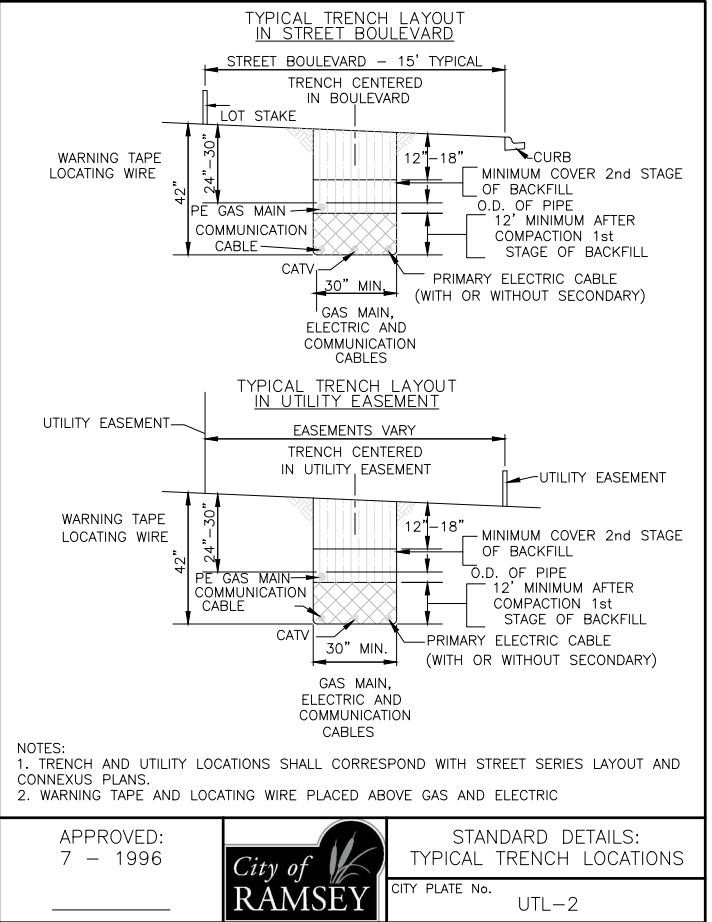 TYPICAL TRENCH LAYOUT
IN STREET BOULEVARD
STREET BOULEVARD – 15' TYPICAL
TRENCH CENTERED
IN BOULEVARD
LOT STAKE
WARNING TAPE
LOCATING WIRE
42"
24"–30"
12"–18"
CURB
MINIMUM COVER 2nd STAGE
OF BACKFILL
PE GAS MAIN
O.D. OF PIPE
COMMUNICATION
CABLE
12' MINIMUM AFTER
COMPACTION 1st
STAGE OF BACKFILL
CATV
PRIMARY ELECTRIC CABLE
(WITH OR WITHOUT SECONDARY)
30" MIN.
GAS MAIN,
ELECTRIC AND
COMMUNICATION
CABLES
TYPICAL TRENCH LAYOUT
IN UTILITY EASEMENT
UTILITY EASEMENT
EASEMENTS VARY
TRENCH CENTERED
IN UTILITY EASEMENT
UTILITY EASEMENT
WARNING TAPE
LOCATING WIRE
42"
24"–30"
12"–18"
MINIMUM COVER 2nd STAGE
OF BACKFILL
PE GAS MAIN
O.D. OF PIPE
COMMUNICATION
CABLE
12' MINIMUM AFTER
COMPACTION 1st
STAGE OF BACKFILL
CATV
PRIMARY ELECTRIC CABLE
(WITH OR WITHOUT SECONDARY)
30" MIN.
GAS MAIN,
ELECTRIC AND
COMMUNICATION
CABLES
NOTES:
1. TRENCH AND UTILITY LOCATIONS SHALL CORRESPOND WITH STREET SERIES LAYOUT AND
CONNEXUS PLANS.
2. WARNING TAPE AND LOCATING WIRE PLACED ABOVE GAS AND ELECTRIC
APPROVED:
7 – 1996
City of
RAMSEY
STANDARD DETAILS:
TYPICAL TRENCH LOCATIONS
CITY PLATE No.
UTL–2